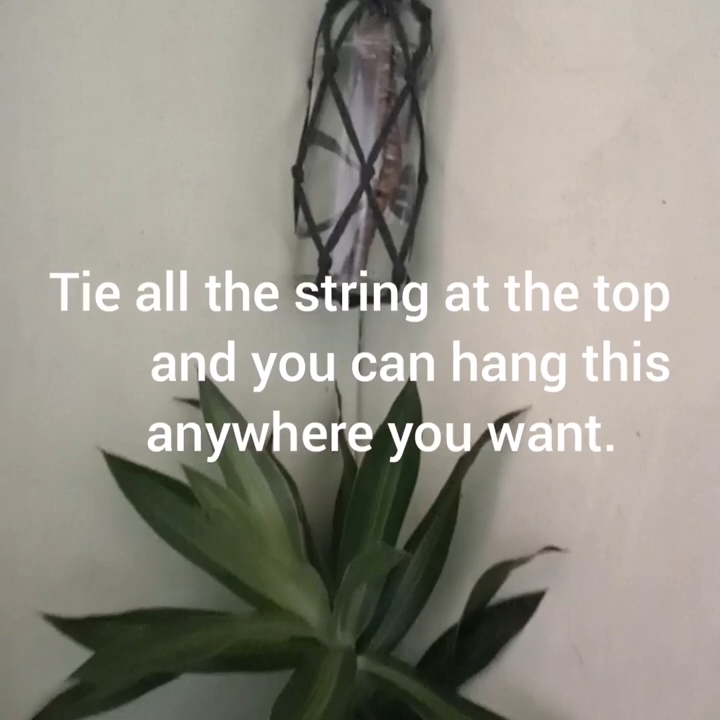 Tie all the string at the top
and you can hang this
anywhere you want.